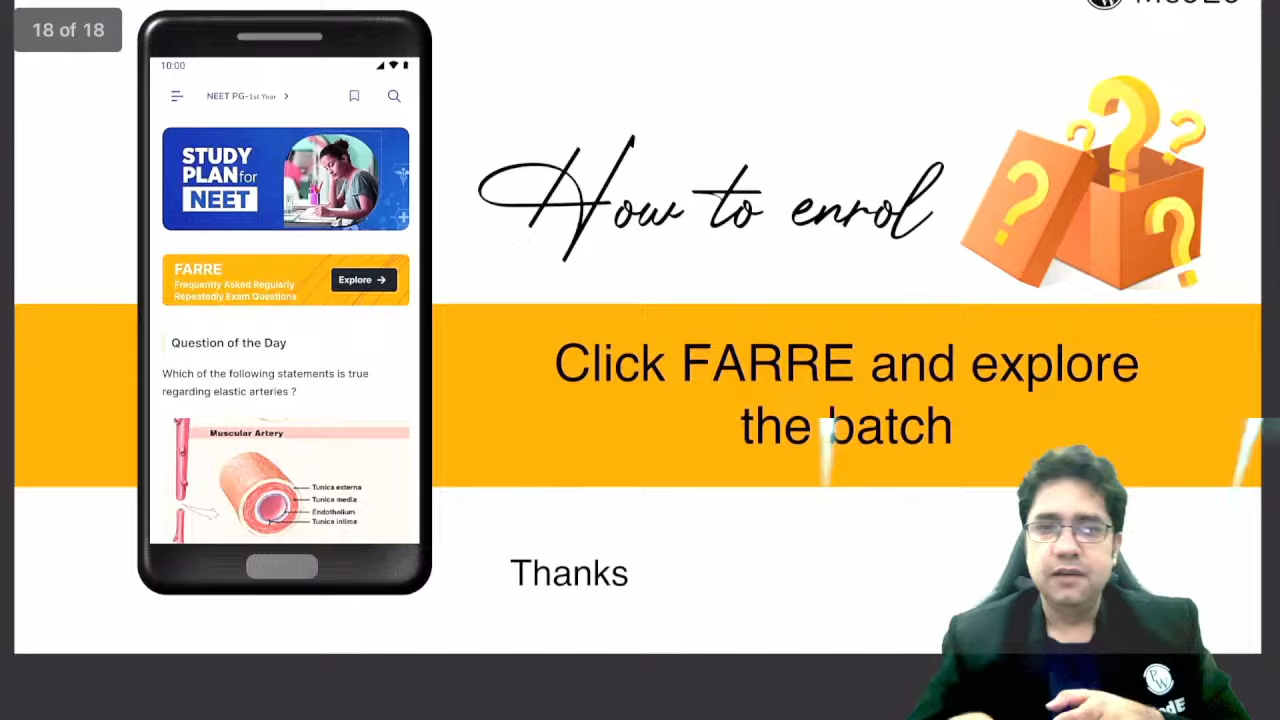 18 of 18
10:00
NEET PG-1st Year
STUDY
PLAN for
NEET
FARRE
Frequently Asked Regularly
Repeatedly Exam Questions
Explore
Question of the Day
Which of the following statements is true
regarding elastic arteries ?
Muscular Artery
Tunica externa
Tunica media
Endothelium
Tunica intima
How to enrol
Click FARRE and explore
the batch
Thanks
PW